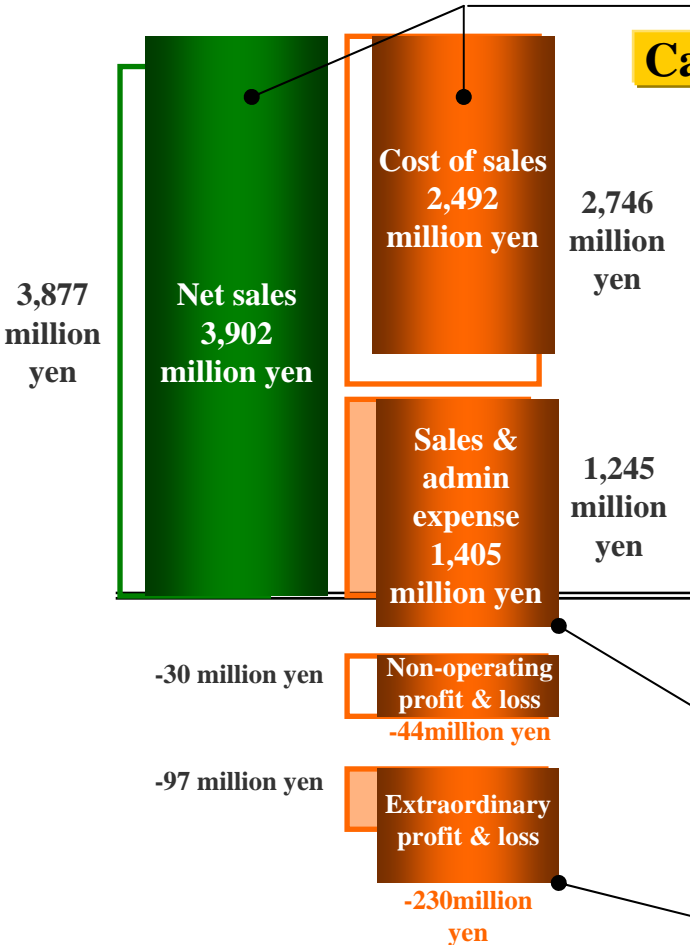 Ca
Cost of sales
2,492
million yen
2,746
million
yen
3,877
million
yen
Net sales
3,902
million yen
Sales &
admin
expense
1,405
million yen
1,245
million
yen
-30 million yen
Non-operating
profit & loss
-44million yen
-97 million yen
Extraordinary
profit & loss
-230million
yen